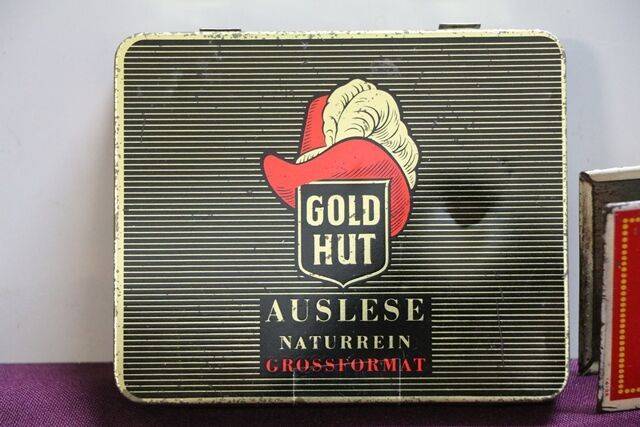 GOLD
HUT
AUSLESE
NATURREIN
GROSSFORMAT